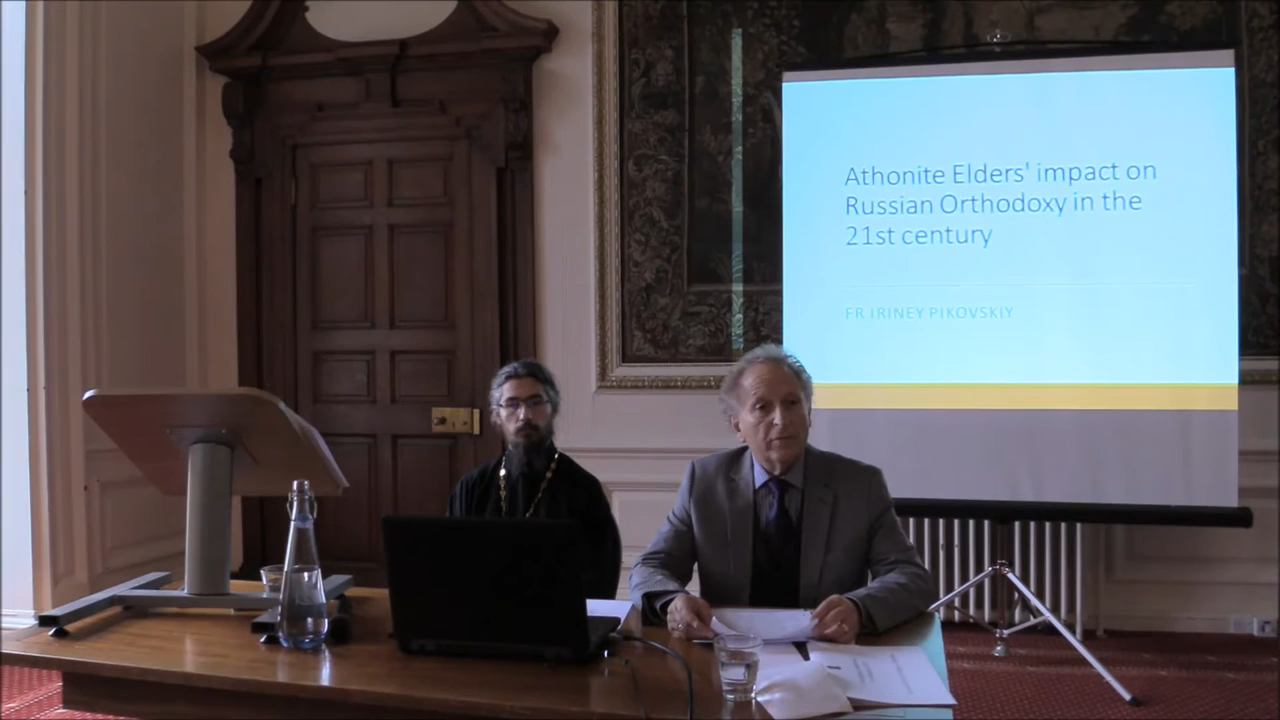 Athonite Elders' impact on
Russian Orthodoxy in the
21st century
FR IRINEY PIKOVSKIY